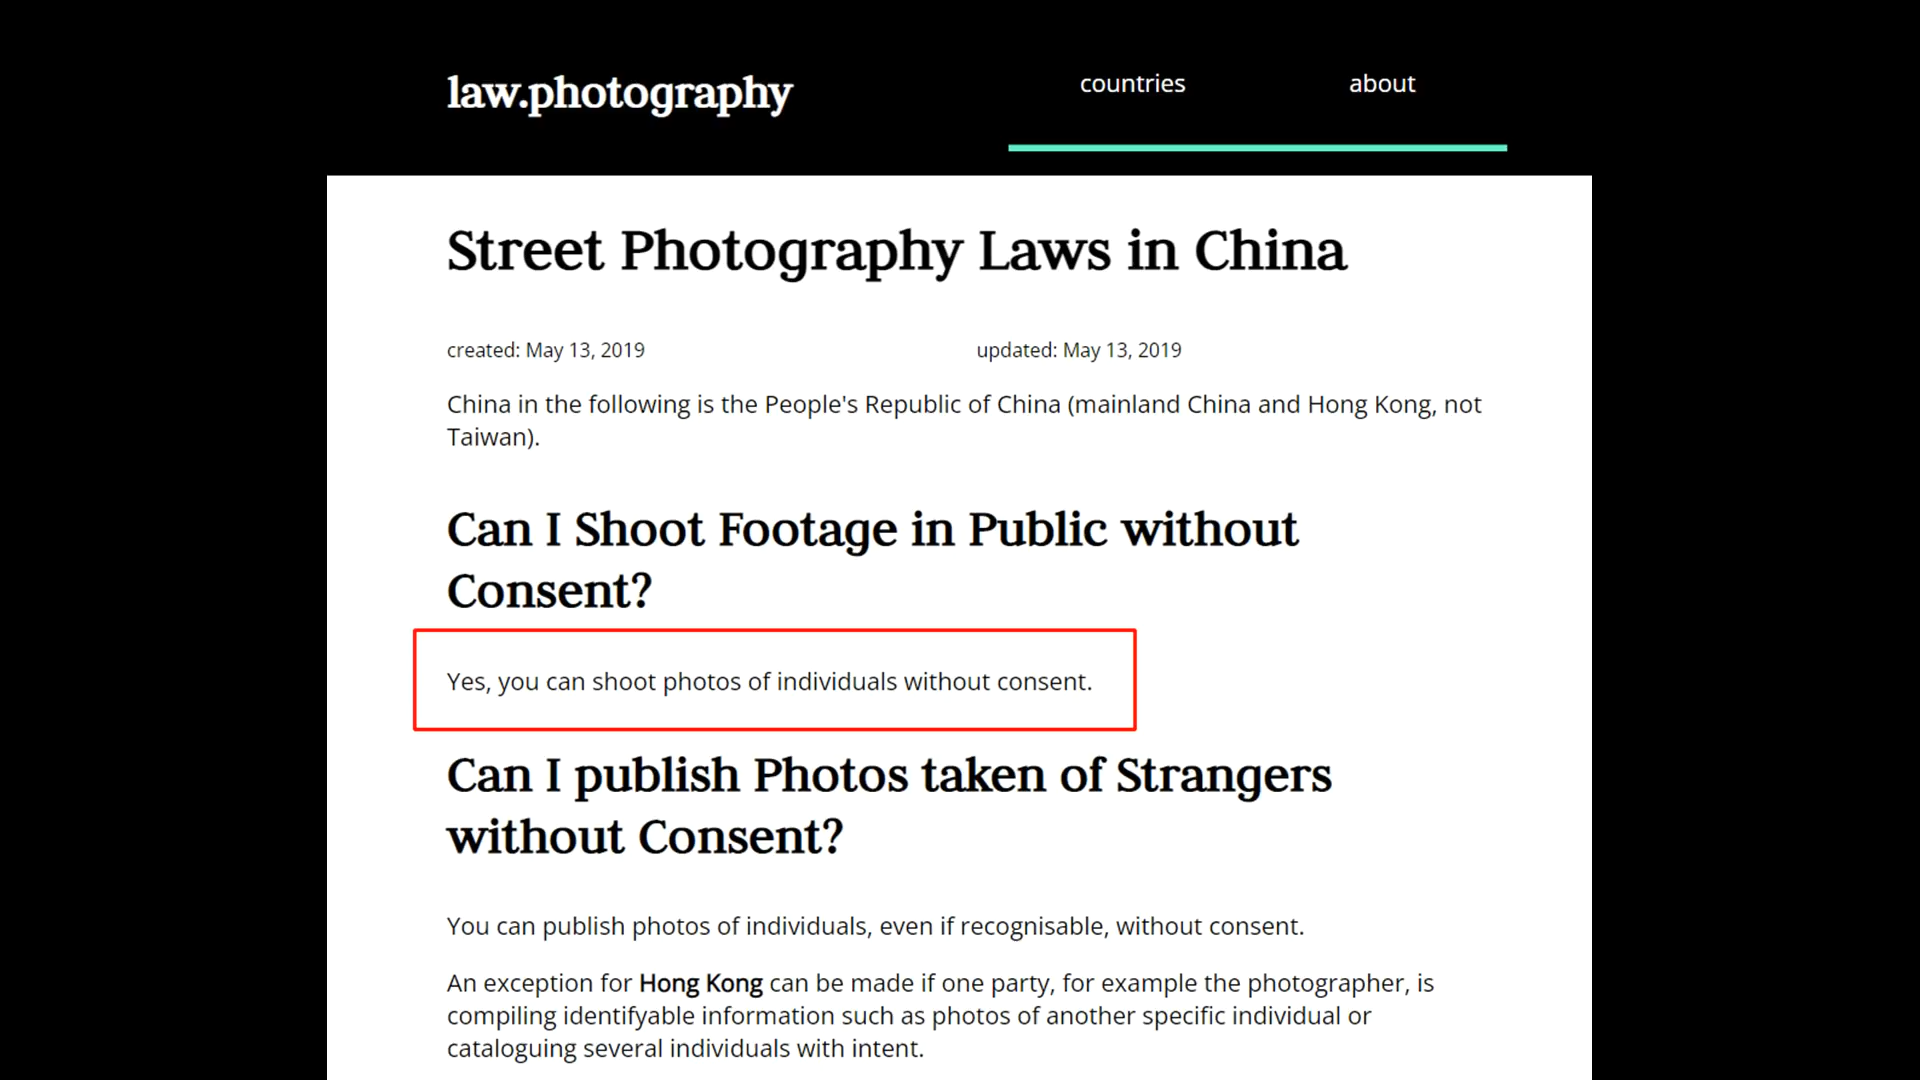 law.photography
countries
about
Street Photography Laws in China
created: May 13, 2019
updated: May 13, 2019
China in the following is the People's Republic of China (mainland China and Hong Kong, not
Taiwan).
Can I Shoot Footage in Public without
Consent?
Yes, you can shoot photos of individuals without consent.
Can I publish Photos taken of Strangers
without Consent?
You can publish photos of individuals, even if recognisable, without consent.
An exception for Hong Kong can be made if one party, for example the photographer, is
compiling identifyable information such as photos of another specific individual or
cataloguing several individuals with intent.